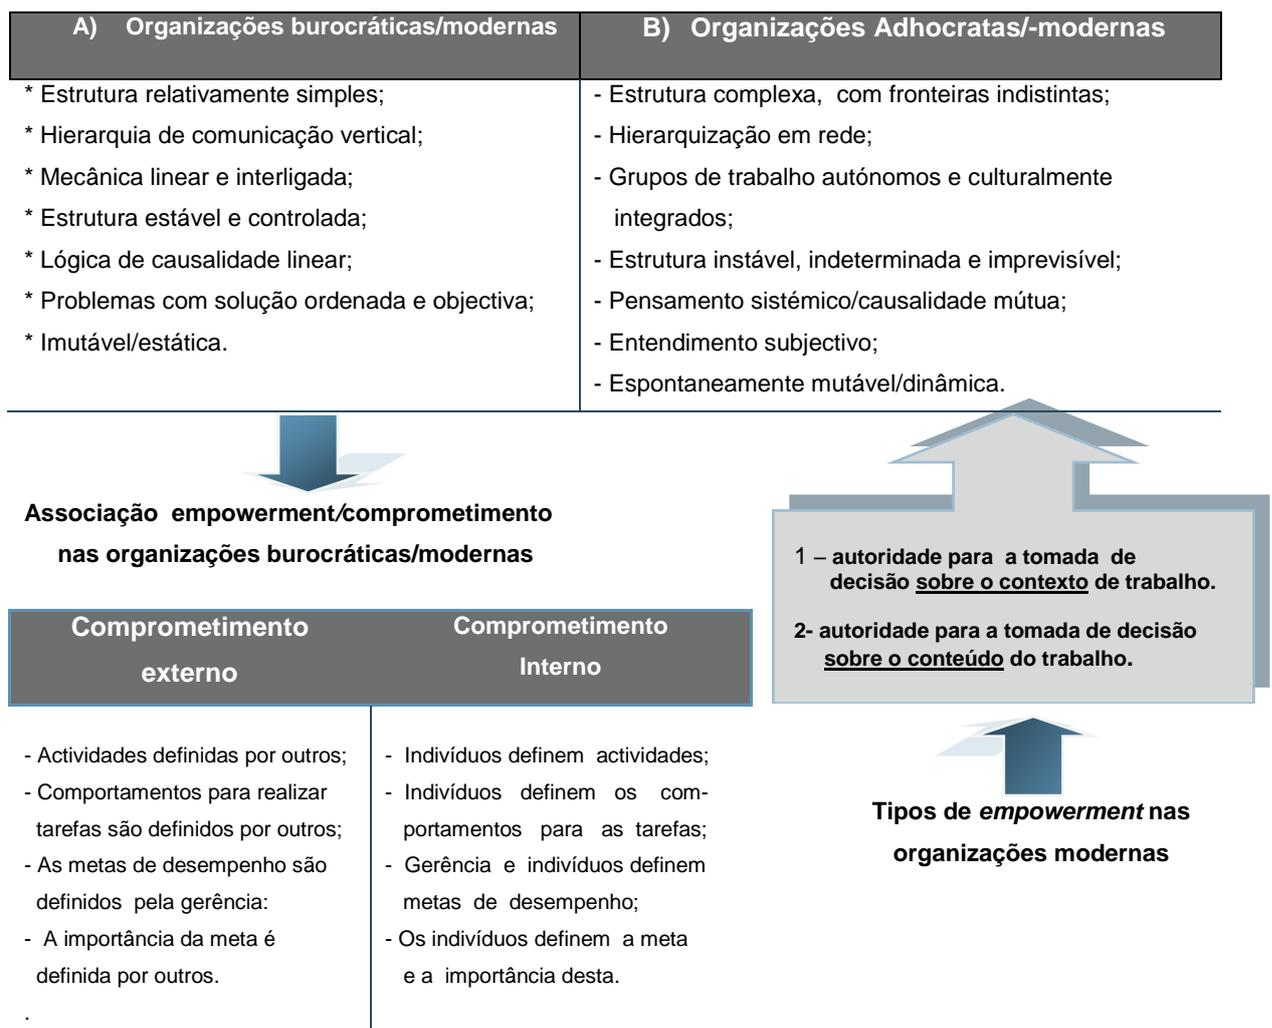 A) Organizações burocráticas/modernas
B) Organizações Adhocratas/-modernas
* Estrutura relativamente simples;
* Hierarquia de comunicação vertical;
* Mecânica linear e interligada;
* Estrutura estável e controlada;
* Lógica de causalidade linear;
* Problemas com solução ordenada e objectiva;
* Imutável/estática.
- Estrutura complexa, com fronteiras indistintas;
- Hierarquização em rede;
- Grupos de trabalho autónomos e culturalmente
integrados;
- Estrutura instável, indeterminada e imprevisível;
- Pensamento sistémico/causalidade mútua;
- Entendimento subjectivo;
- Espontaneamente mutável/dinâmica.
Associação empowerment/comprometimento
nas organizações burocráticas/modernas
Comprometimento
externo
Comprometimento
Interno
- Actividades definidas por outros;
- Comportamentos para realizar
tarefas são definidos por outros;
- As metas de desempenho são
definidos pela gerência:
- A importância da meta é
definida por outros.
.
- Indivíduos definem actividades;
- Indivíduos definem os com-
portamentos para as tarefas;
- Gerência e indivíduos definem
metas de desempenho;
- Os indivíduos definem a meta
e a importância desta.
1 – autoridade para a tomada de
decisão sobre o contexto de trabalho.
2- autoridade para a tomada de decisão
sobre o conteúdo do trabalho.
Tipos de empowerment nas
organizações modernas